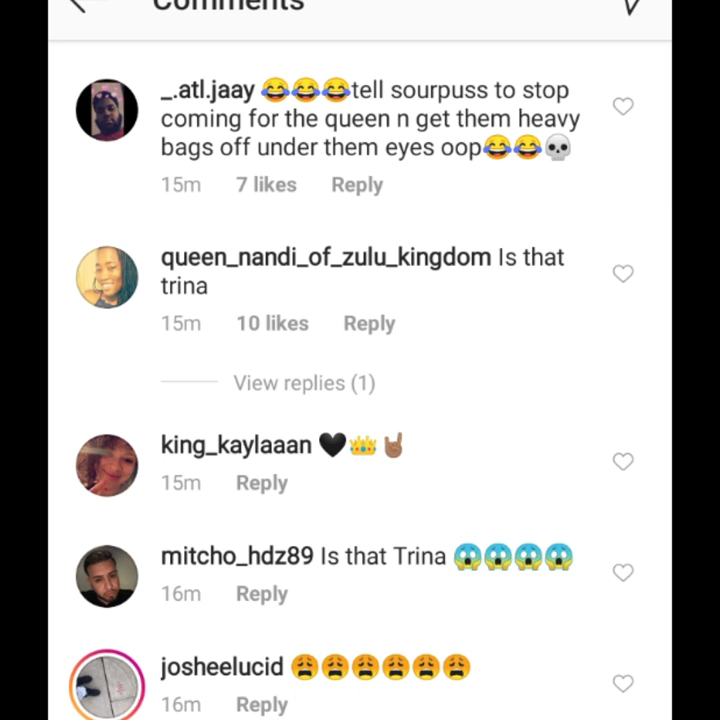 Comments
_.atl.jaay 😂😂😂tell sourpuss to stop
coming for the queen n get them heavy
bags off under them eyes oop😂😂💀
15m 7 likes Reply
queen_nandi_of_zulu_kingdom Is that
trina
15m 10 likes Reply
View replies (1)
king_kaylaaan 🖤👑🤘🏽
15m Reply
mitcho_hdz89 Is that Trina 😱😱😱😱
16m Reply
josheelucid 😩😩😩😩😩😩
16m Reply